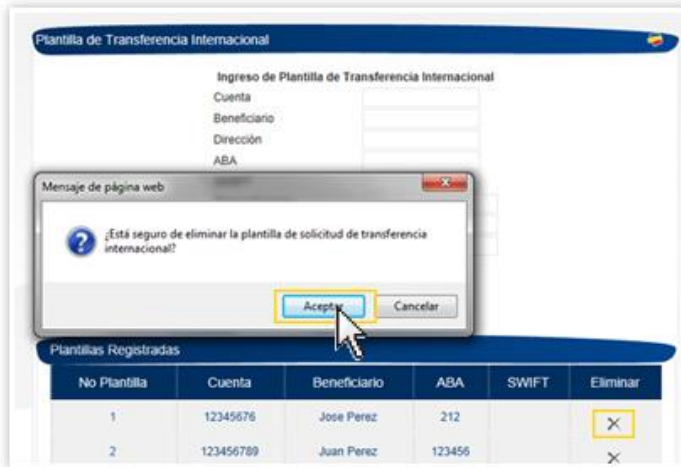 Plantilla de Transferencia Internacional
Ingreso de Plantilla de Transferencia Internacional
Cuenta
Beneficiario
Dirección
ABA
Mensaje de página web
¿Está seguro de eliminar la plantilla de solicitud de transferencia
internacional?
Aceptar Cancelar
Plantillas Registradas
No Plantilla Cuenta Beneficiario ABA SWIFT Eliminar
1 12345676 Jose Perez 212
2 123456789 Juan Perez 123456